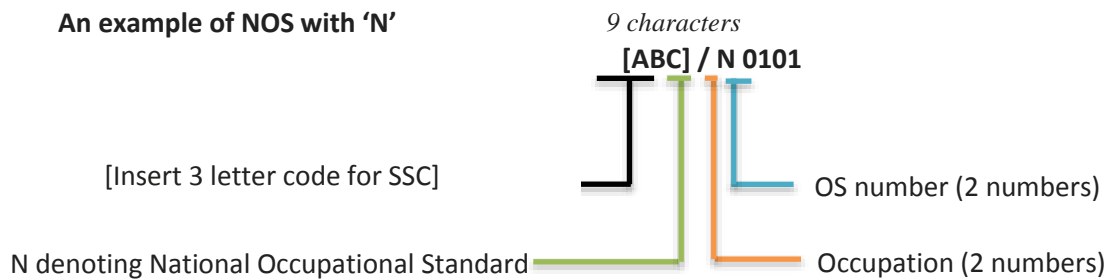 An example of NOS with ‘N’
9 characters
[ABC] / N 0101
[Insert 3 letter code for SSC]
OS number (2 numbers)
N denoting National Occupational Standard
Occupation (2 numbers)